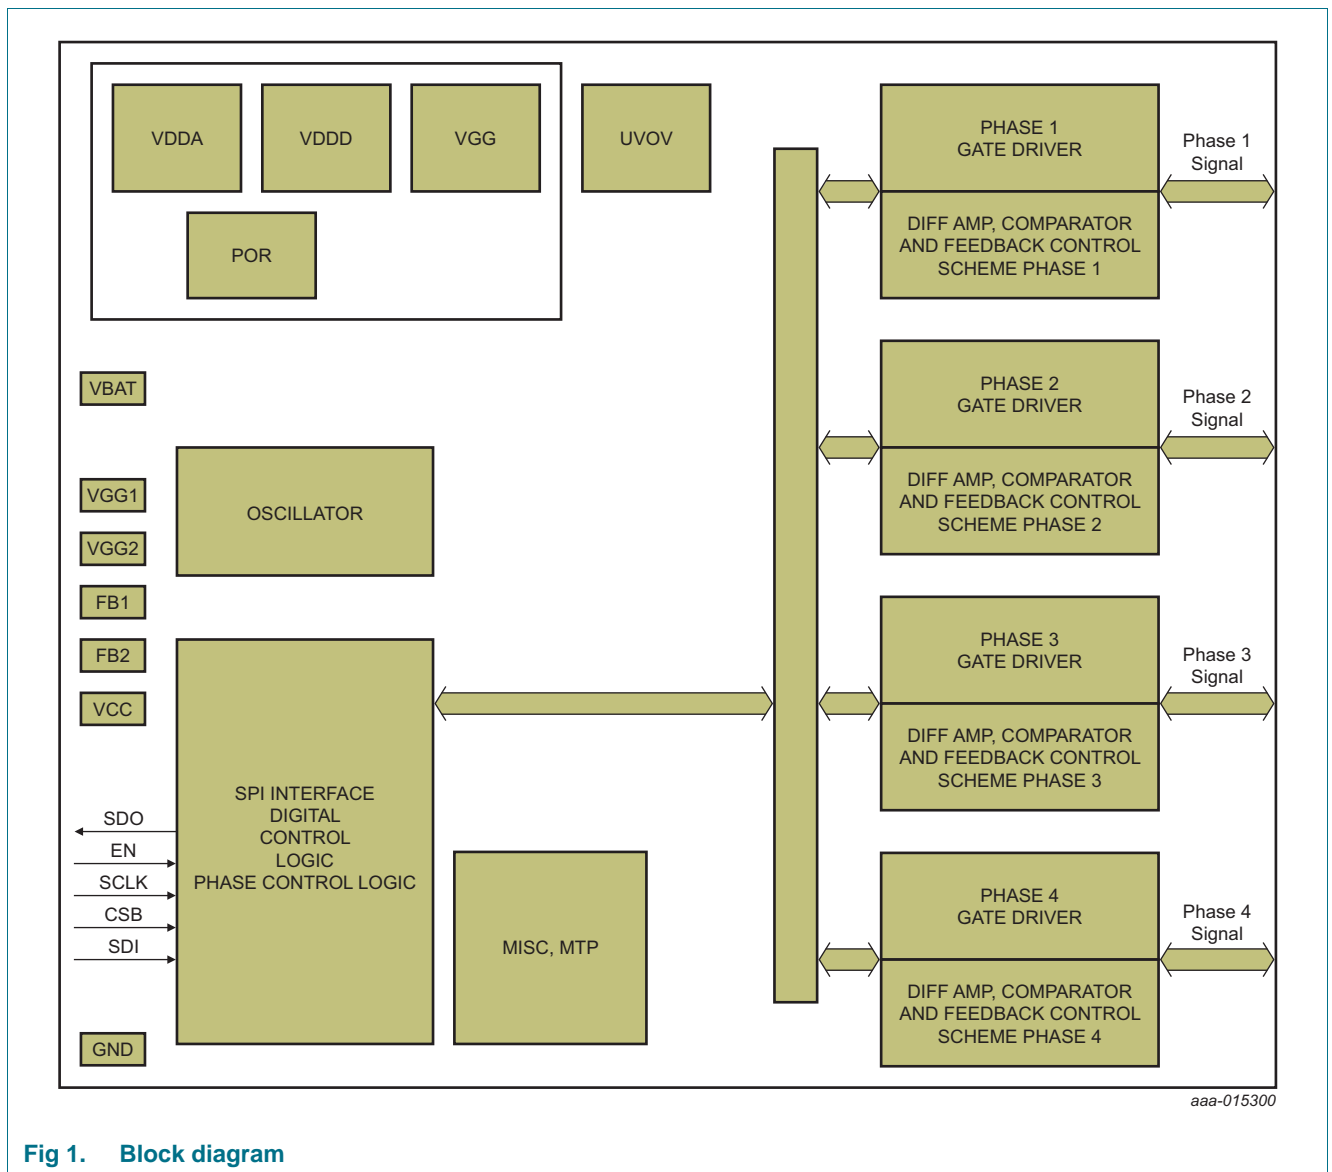 VDDA
VDDD
VGG
UVOV
POR
PHASE 1
GATE DRIVER
DIFF AMP, COMPARATOR
AND FEEDBACK CONTROL
SCHEME PHASE 1
Phase 1
Signal
VBAT
PHASE 2
GATE DRIVER
DIFF AMP, COMPARATOR
AND FEEDBACK CONTROL
SCHEME PHASE 2
Phase 2
Signal
VGG1
VGG2
FB1
FB2
VCC
OSCILLATOR
PHASE 3
GATE DRIVER
DIFF AMP, COMPARATOR
AND FEEDBACK CONTROL
SCHEME PHASE 3
Phase 3
Signal
SDO
EN
SCLK
CSB
SDI
SPI INTERFACE
DIGITAL
CONTROL
LOGIC
PHASE CONTROL LOGIC
MISC, MTP
PHASE 4
GATE DRIVER
DIFF AMP, COMPARATOR
AND FEEDBACK CONTROL
SCHEME PHASE 4
Phase 4
Signal
GND
aaa-015300
Fig 1. Block diagram